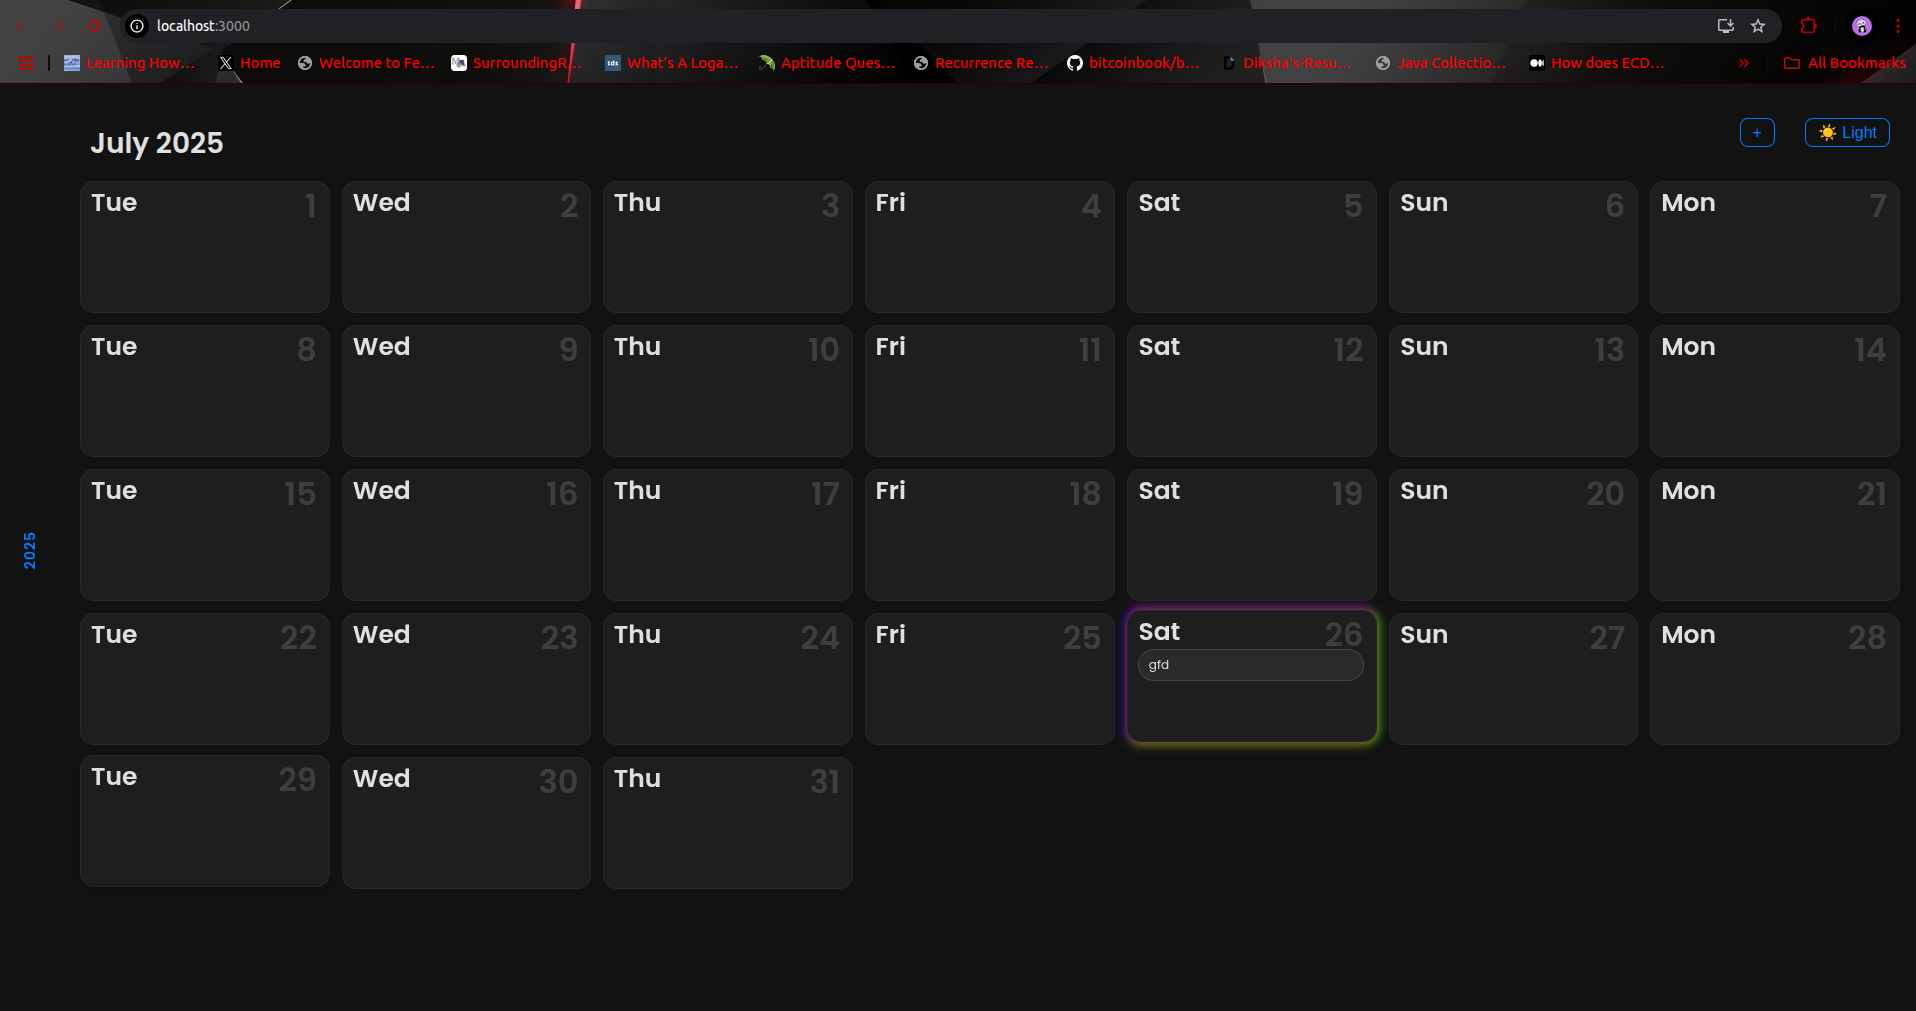 localhost:3000
Learning How... Home Welcome to Fe... SurroundingR... What's A Loga... Aptitude Ques... Recurrence Re... bitcoinbook/b... Diksha's-Resu... Java Collectio... How does ECD... » All Bookmarks
July 2025 + Light
Tue 1 Wed 2 Thu 3 Fri 4 Sat 5 Sun 6 Mon 7
Tue 8 Wed 9 Thu 10 Fri 11 Sat 12 Sun 13 Mon 14
Tue 15 Wed 16 Thu 17 Fri 18 Sat 19 Sun 20 Mon 21
2025
Tue 22 Wed 23 Thu 24 Fri 25 Sat 26 Sun 27 Mon 28
gfd
Tue 29 Wed 30 Thu 31